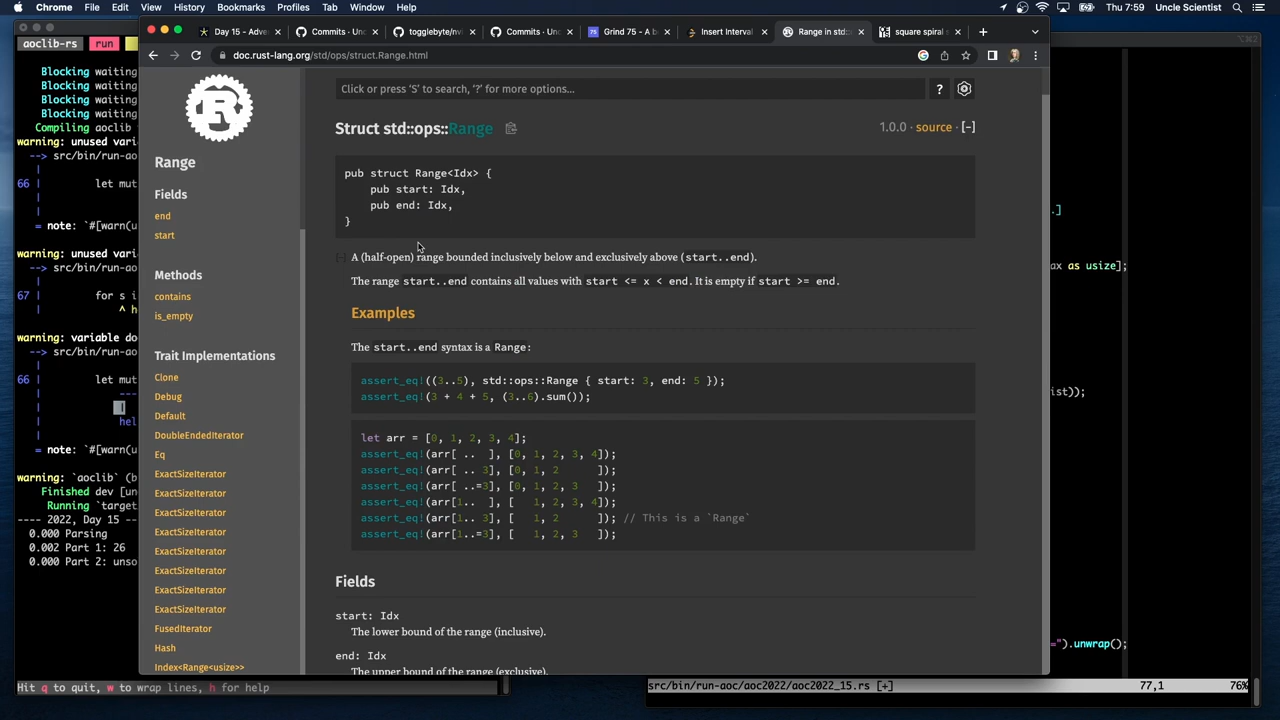 Chrome File Edit View History Bookmarks Profiles Tab Window Help Tue 7:59 Uncle Scientist
Day 15 - Adve Commits · Run togglebyte/nv Commits · Un Grind 75 - A b Insert Interval Range in std:: square spiral s
doc.rust-lang.org/std/ops/struct.Range.html
aoclib-rs run
Blocking waiting
Blocking waiting
Blocking waiting
Blocking waiting
Compiling aoclib
warning: unused vari
--> src/bin/run-ao
|
66 | let mut
|
|
= note: `#[warn(u
warning: unused vari
--> src/bin/run-ao
|
67 | for s i
| ^ h
warning: variable do
--> src/bin/run-ao
|
66 | let mut
|
|
| hel
= note: `#[warn(u
warning: `aoclib` (b
Finished dev [un
Running `target
---- 2022, Day 15 --
0.000 Parsing
0.002 Part 1: 26
0.000 Part 2: unso
Hit q to quit, w to wrap lines, h for help
Range
Fields
end
start
Methods
contains
is_empty
Trait Implementations
Clone
Debug
Default
DoubleEndedIterator
Eq
ExactSizeIterator
ExactSizeIterator
ExactSizeIterator
ExactSizeIterator
ExactSizeIterator
ExactSizeIterator
ExactSizeIterator
ExactSizeIterator
FusedIterator
Hash
Index<Range<usize>>
Click or press ‘S’ to search, ‘?’ for more options…
?
Struct std::ops::Range
1.0.0 · source · [-]
pub struct Range<Idx> {
pub start: Idx,
pub end: Idx,
}
[-] A (half-open) range bounded inclusively below and exclusively above (start..end).
The range start..end contains all values with start <= x < end. It is empty if start >= end.
Examples
The start..end syntax is a Range:
assert_eq!((3..5), std::ops::Range { start: 3, end: 5 });
assert_eq!(3 + 4 + 5, (3..6).sum());
let arr = [0, 1, 2, 3, 4];
assert_eq!(arr[ .. ], [0, 1, 2, 3, 4]);
assert_eq!(arr[ .. 3], [0, 1, 2 ]);
assert_eq!(arr[ ..=3], [0, 1, 2, 3 ]);
assert_eq!(arr[1.. ], [ 1, 2, 3, 4]);
assert_eq!(arr[1.. 3], [ 1, 2 ]); // This is a `Range`
assert_eq!(arr[1..=3], [ 1, 2, 3 ]);
Fields
start: Idx
The lower bound of the range (inclusive).
end: Idx
The upper bound of the range (exclusive).
.]
ax as usize];
ist));
=").unwrap();
src/bin/run-aoc/aoc2022/aoc2022_15.rs [+] 77,1 76%